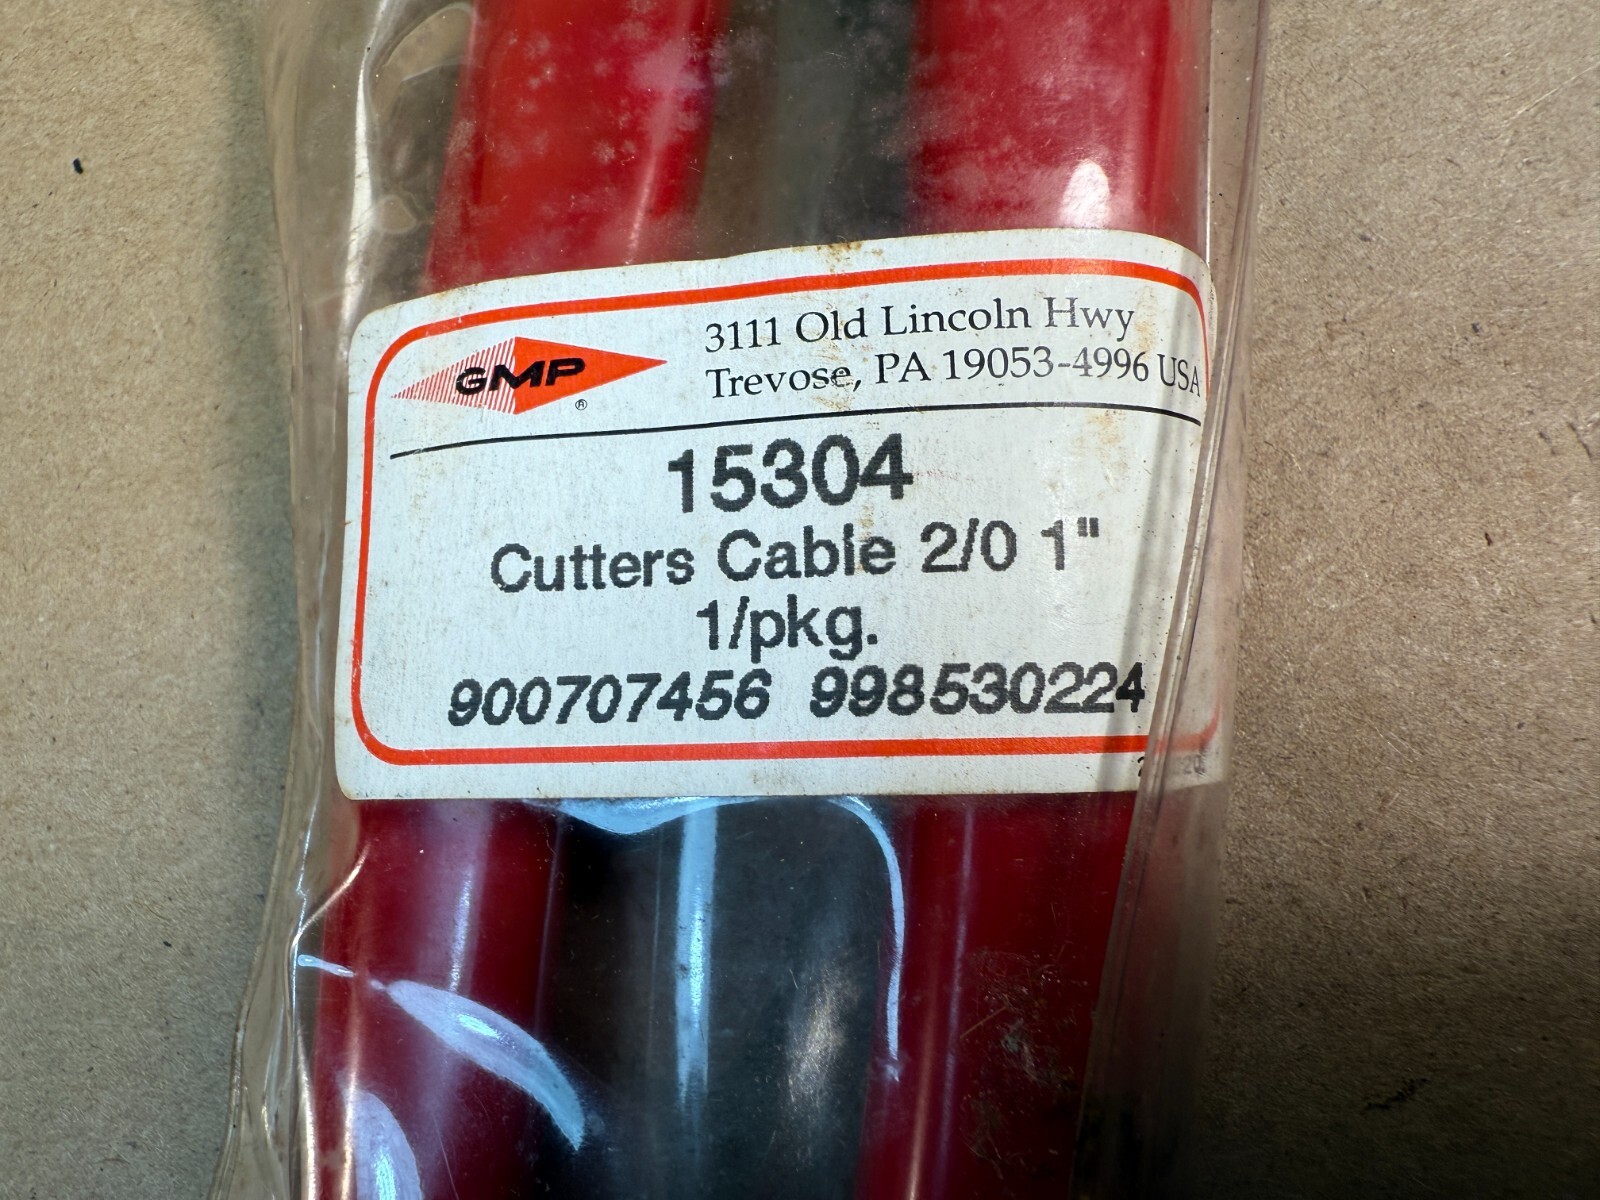 3111 Old Lincoln Hwy
Trevose, PA 19053-4996 USA
GMP®
15304
Cutters Cable 2/0 1"
1/pkg.
900707456 998530224